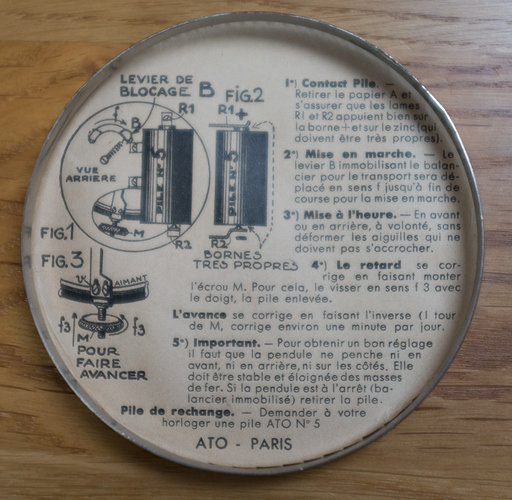 LEVIER DE
BLOCAGE B
FIG.2
R1
R1
+
f
B
VUE
ARRIERE
PILE N° 5
PILE N° 5
M
R2
R2
-
FIG.1
BORNES
TRES PROPRES
FIG.3
V
AIMANT
f3
f3
M
POUR
FAIRE
AVANCER
1°) Contact Pile. —
Retirer le papier A et
s'assurer que les lames
R1 et R2 appuient bien sur
la borne + et sur le zinc (qui
doivent être très propres).
2°) Mise en marche. — Le
levier B immobilisant le balan-
cier pour le transport sera dé-
placé en sens f jusqu'à fin de
course pour la mise en marche.
3°) Mise à l'heure. — En avant
ou en arrière, à volonté, sans
déformer les aiguilles qui ne
doivent pas s'accrocher.
4°) Le retard se cor-
rige en faisant monter
l'écrou M. Pour cela, le visser en sens f 3 avec
le doigt, la pile enlevée.
L'avance se corrige en faisant l'inverse (1 tour
de M, corrige environ une minute par jour.
5°) Important. — Pour obtenir un bon réglage
il faut que la pendule ne penche ni en
avant, ni en arrière, ni sur les côtés. Elle
doit être stable et éloignée des masses
de fer. Si la pendule est à l'arrêt (ba-
lancier immobilisé) retirer la pile.
Pile de rechange. — Demander à votre
horloger une pile ATO N° 5
ATO - PARIS